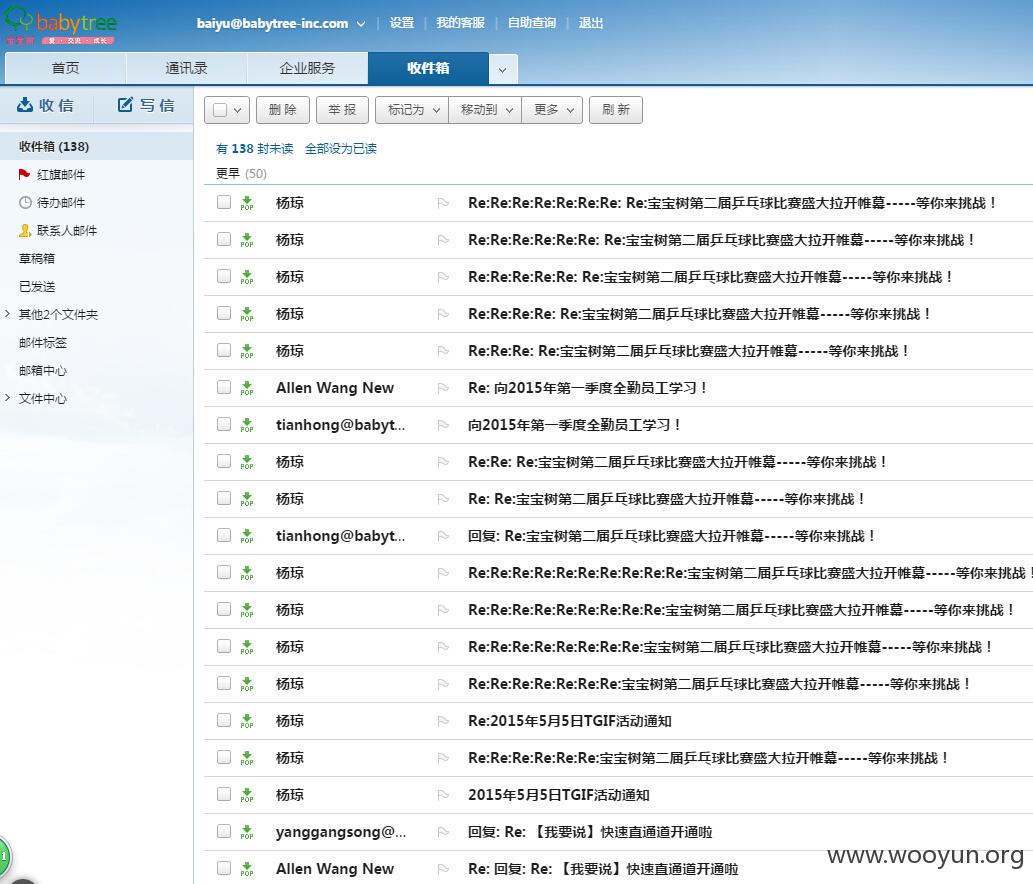 babytree
宝宝树 爱·交流·成长
baiyu@babytree-inc.com 设置 我的客服 自助查询 退出
首页 通讯录 企业服务 收件箱
收 信 写 信
删 除 举 报 标记为 移动到 更多 刷 新
收件箱 (138)
红旗邮件
待办邮件
联系人邮件
草稿箱
已发送
其他2个文件夹
邮件标签
邮箱中心
文件中心
有 138 封未读 全部设为已读
更早 (50)
POP 杨琼 Re:Re:Re:Re:Re:Re:Re: Re:宝宝树第二届乒乓球比赛盛大拉开帷幕-----等你来挑战！
POP 杨琼 Re:Re:Re:Re:Re:Re: Re:宝宝树第二届乒乓球比赛盛大拉开帷幕-----等你来挑战！
POP 杨琼 Re:Re:Re:Re:Re: Re:宝宝树第二届乒乓球比赛盛大拉开帷幕-----等你来挑战！
POP 杨琼 Re:Re:Re:Re: Re:宝宝树第二届乒乓球比赛盛大拉开帷幕-----等你来挑战！
POP 杨琼 Re:Re:Re: Re:宝宝树第二届乒乓球比赛盛大拉开帷幕-----等你来挑战！
POP Allen Wang New Re: 向2015年第一季度全勤员工学习！
POP tianhong@babyt... 向2015年第一季度全勤员工学习！
POP 杨琼 Re:Re: Re:宝宝树第二届乒乓球比赛盛大拉开帷幕-----等你来挑战！
POP 杨琼 Re: Re:宝宝树第二届乒乓球比赛盛大拉开帷幕-----等你来挑战！
POP tianhong@babyt... 回复: Re:宝宝树第二届乒乓球比赛盛大拉开帷幕-----等你来挑战！
POP 杨琼 Re:Re:Re:Re:Re:Re:Re:Re:Re:Re:宝宝树第二届乒乓球比赛盛大拉开帷幕-----等你来挑战！
POP 杨琼 Re:Re:Re:Re:Re:Re:Re:Re:Re:宝宝树第二届乒乓球比赛盛大拉开帷幕-----等你来挑战！
POP 杨琼 Re:Re:Re:Re:Re:Re:Re:Re:宝宝树第二届乒乓球比赛盛大拉开帷幕-----等你来挑战！
POP 杨琼 Re:Re:Re:Re:Re:Re:Re:宝宝树第二届乒乓球比赛盛大拉开帷幕-----等你来挑战！
POP 杨琼 Re:2015年5月5日TGIF活动通知
POP 杨琼 Re:Re:Re:Re:Re:Re:宝宝树第二届乒乓球比赛盛大拉开帷幕-----等你来挑战！
POP 杨琼 2015年5月5日TGIF活动通知
POP yanggangsong@... 回复: Re: 【我要说】快速直通道开通啦
POP Allen Wang New Re: 回复: Re: 【我要说】快速直通道开通啦
1
www.wooyun.org